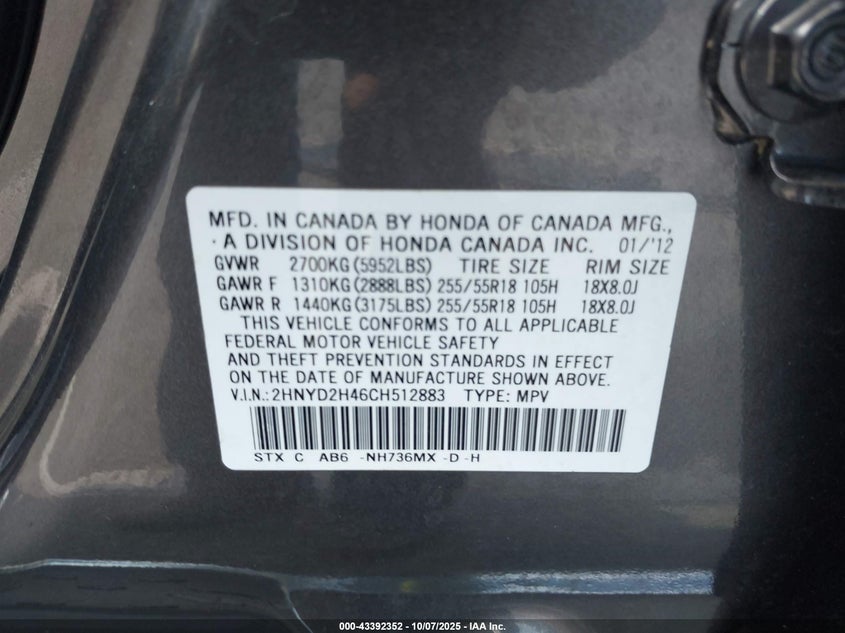 MFD. IN CANADA BY HONDA OF CANADA MFG.,
A DIVISION OF HONDA CANADA INC. 01/'12
GVWR 2700KG(5952LBS) TIRE SIZE RIM SIZE
GAWR F 1310KG(2888LBS) 255/55R18 105H 18X8.0J
GAWR R 1440KG(3175LBS) 255/55R18 105H 18X8.0J
THIS VEHICLE CONFORMS TO ALL APPLICABLE
FEDERAL MOTOR VEHICLE SAFETY
AND THEFT PREVENTION STANDARDS IN EFFECT
ON THE DATE OF MANUFACTURE SHOWN ABOVE.
V.I.N.:2HNYD2H46CH512883 TYPE: MPV
STX C AB6 -NH736MX -D -H
000-43392352 - 10/07/2025 - IAA Inc.